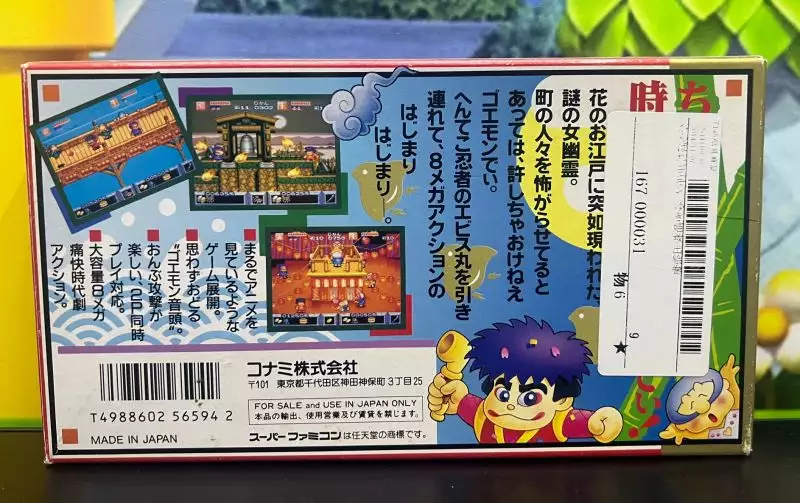 花のお江戸に突如現われた、
謎の女幽霊。
町の人々を怖がらせてると
あっては、許しちゃおけねえ
ゴエモンでい。
へんてこ忍者のエビス丸を引き
連れて、8メガアクションの
はじまり
はじまりー。
時
ち
167 000031
物6
9
★
■まるでアニメを
見ているような
ゲーム展開。
■思わずおどる、
“ゴエモン音頭。”
■おんぶ攻撃が
楽しい、2P同時
プレイ対応。
■大容量8メガ
痛快時代劇
アクション。
コナミ株式会社
〒101 東京都千代田区神田神保町3丁目25
FOR SALE and USE IN JAPAN ONLY
本品の輸出、使用営業及び賃貸を禁じます。
スーパーファミコンは任天堂の商標です。
T4988602 56594 2
MADE IN JAPAN